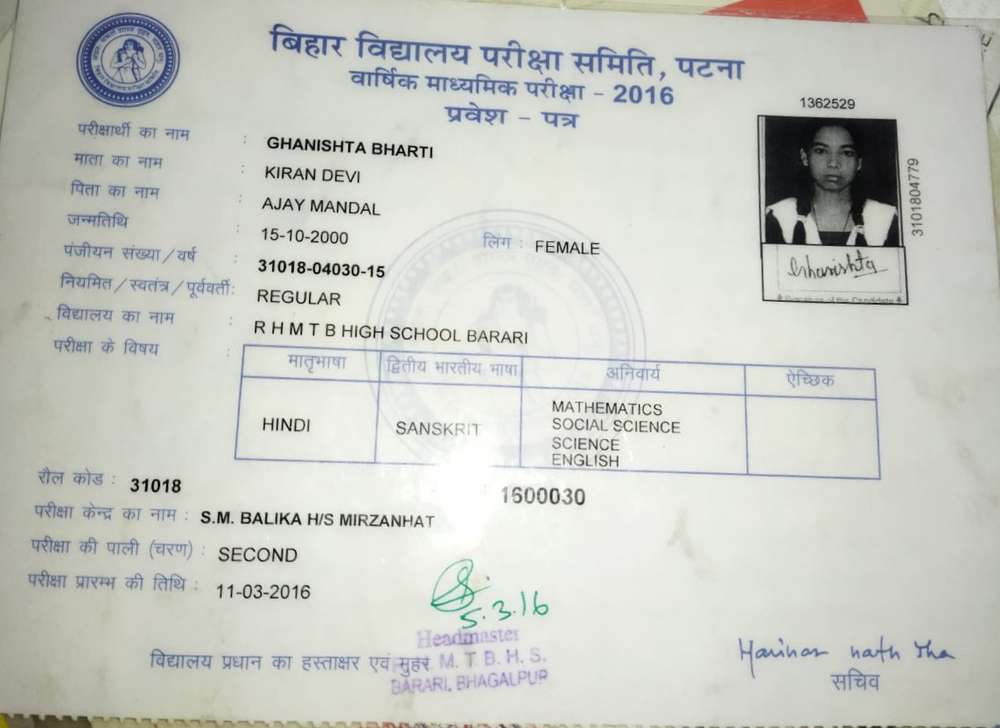 बिहार विद्यालय परीक्षा समिति, पटना
वार्षिक माध्यमिक परीक्षा - 2016
प्रवेश - पत्र
1362529
3101804779
परीक्षार्थी का नाम : GHANISHTA BHARTI
माता का नाम : KIRAN DEVI
पिता का नाम : AJAY MANDAL
जन्मतिथि : 15-10-2000 लिंग : FEMALE
पंजीयन संख्या/वर्ष : 31018-04030-15
नियमित/स्वतंत्र/पूर्ववर्ती: REGULAR
विद्यालय का नाम : R H M T B HIGH SCHOOL BARARI
परीक्षा के विषय :
Ghanishta
Signature of the Candidate
मातृभाषा द्वितीय भारतीय भाषा अनिवार्य ऐच्छिक
HINDI SANSKRIT MATHEMATICS
SOCIAL SCIENCE
SCIENCE
ENGLISH
रौल कोड : 31018 1600030
परीक्षा केन्द्र का नाम : S.M. BALIKA H/S MIRZANHAT
परीक्षा की पाली (चरण) : SECOND
परीक्षा प्रारम्भ की तिथि : 11-03-2016
5.3.16
Headmaster
विद्यालय प्रधान का हस्ताक्षर एवं मुहर M. T. B. H. S.
BARARI, BHAGALPUR
Harihar nath Jha
सचिव